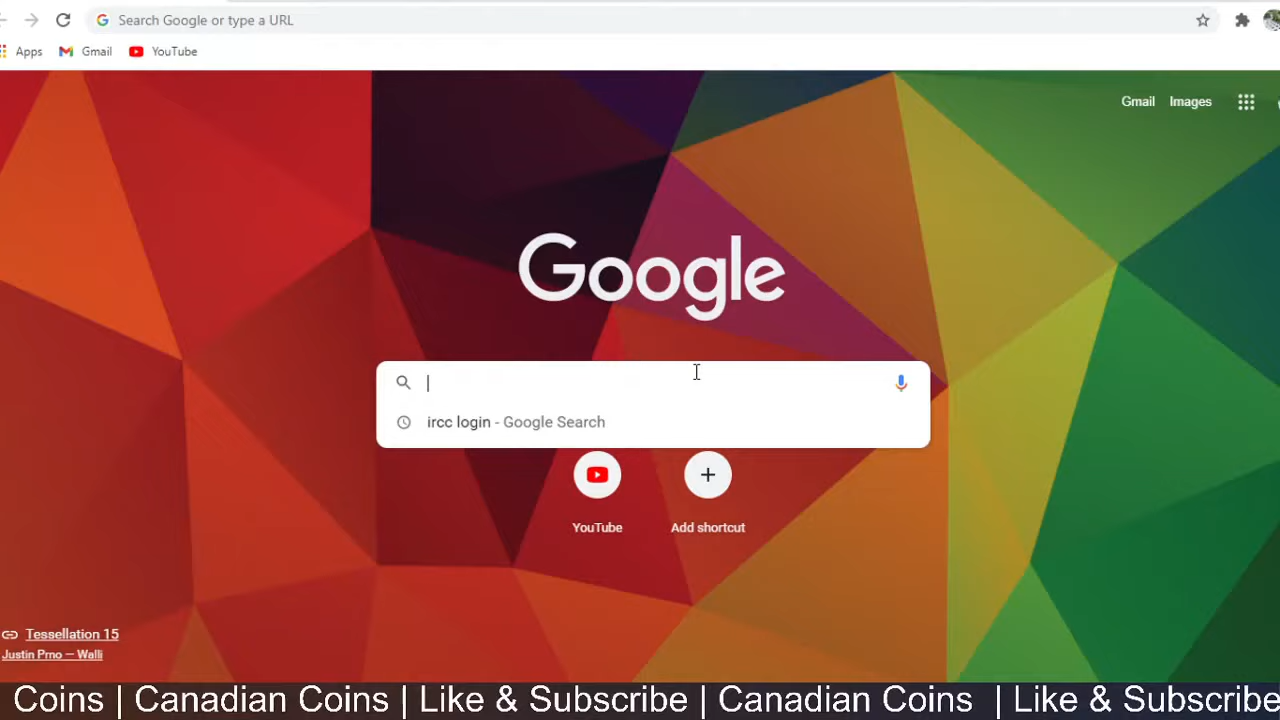 Search Google or type a URL
Apps Gmail YouTube
Gmail Images
Google
ircc login - Google Search
YouTube Add shortcut
Tessellation 15
Justin Prno — Walli
Coins | Canadian Coins | Like & Subscribe | Canadian Coins | Like & Subscribe